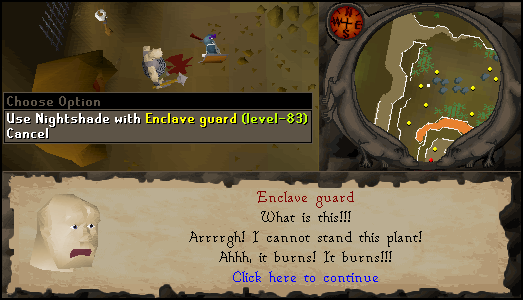 Choose Option
Use Nightshade with Enclave guard (level-83)
Cancel
Enclave guard
What is this!!!
Arrrrgh! I cannot stand this plant!
Ahhh, it burns! It burns!!!
Click here to continue